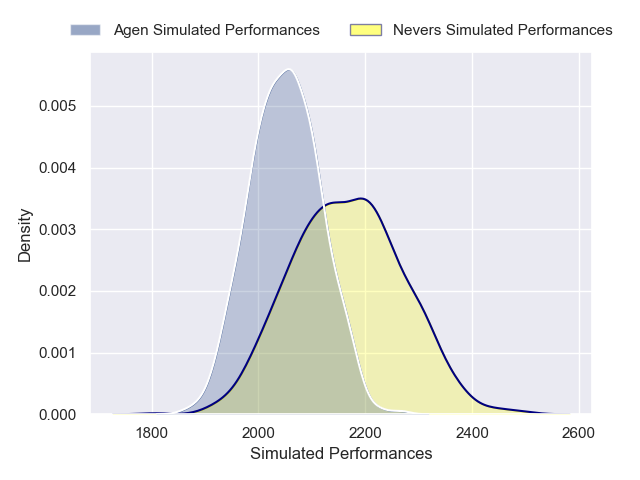 Agen Simulated Performances Nevers Simulated Performances
0.005
0.004
0.003
0.002
0.001
0.000
Density
1800 2000 2200 2400 2600
Simulated Performances